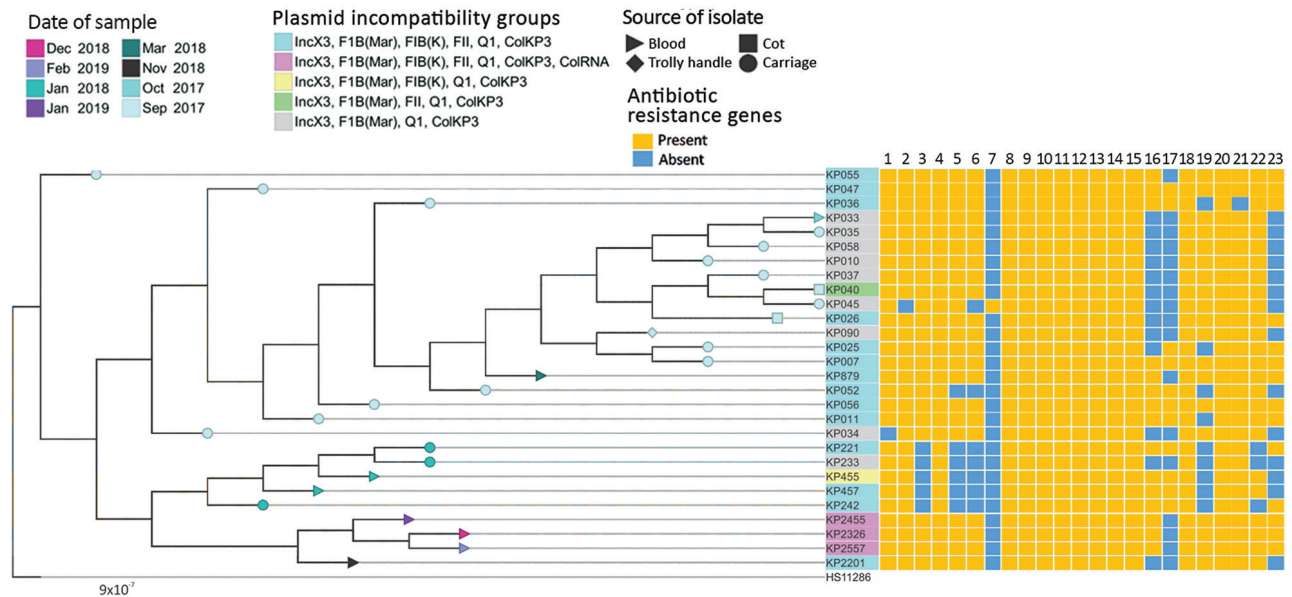 Date of sample
Dec 2018
Feb 2019
Jan 2018
Jan 2019
Mar 2018
Nov 2018
Oct 2017
Sep 2017
Plasmid incompatibility groups
IncX3, F1B(Mar), FIB(K), FII, Q1, ColKP3
IncX3, F1B(Mar), FIB(K), FII, Q1, ColKP3, ColRNA
IncX3, F1B(Mar), FIB(K), Q1, ColKP3
IncX3, F1B(Mar), FII, Q1, ColKP3
IncX3, F1B(Mar), Q1, ColKP3
Source of isolate
Blood
Cot
Trolly handle
Carriage
Antibiotic
resistance genes
Present
Absent
1 2 3 4 5 6 7 8 9 10 11 12 13 14 15 16 17 18 19 20 21 22 23
KP055
KP047
KP036
KP033
KP035
KP058
KP010
KP037
KP040
KP045
KP026
KP090
KP025
KP007
KP879
KP052
KP056
KP011
KP034
KP221
KP233
KP455
KP457
KP242
KP2455
KP2326
KP2557
KP2201
HS11286
9x10⁻⁷